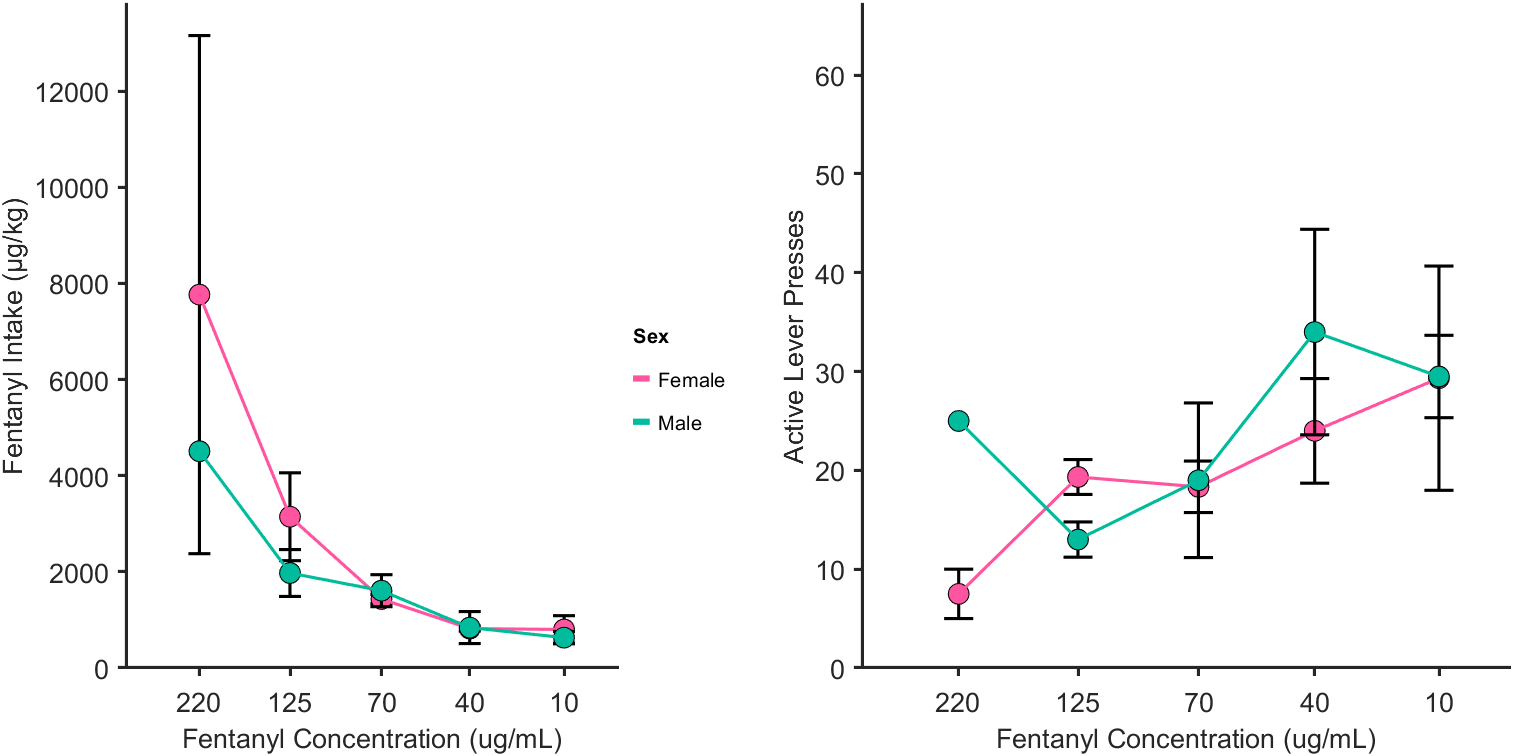 Fentanyl Intake (µg/kg)
12000
10000
8000
6000
4000
2000
0
220 125 70 40 10
Fentanyl Concentration (ug/mL)
Sex
Female
Male
Active Lever Presses
60
50
40
30
20
10
0
220 125 70 40 10
Fentanyl Concentration (ug/mL)